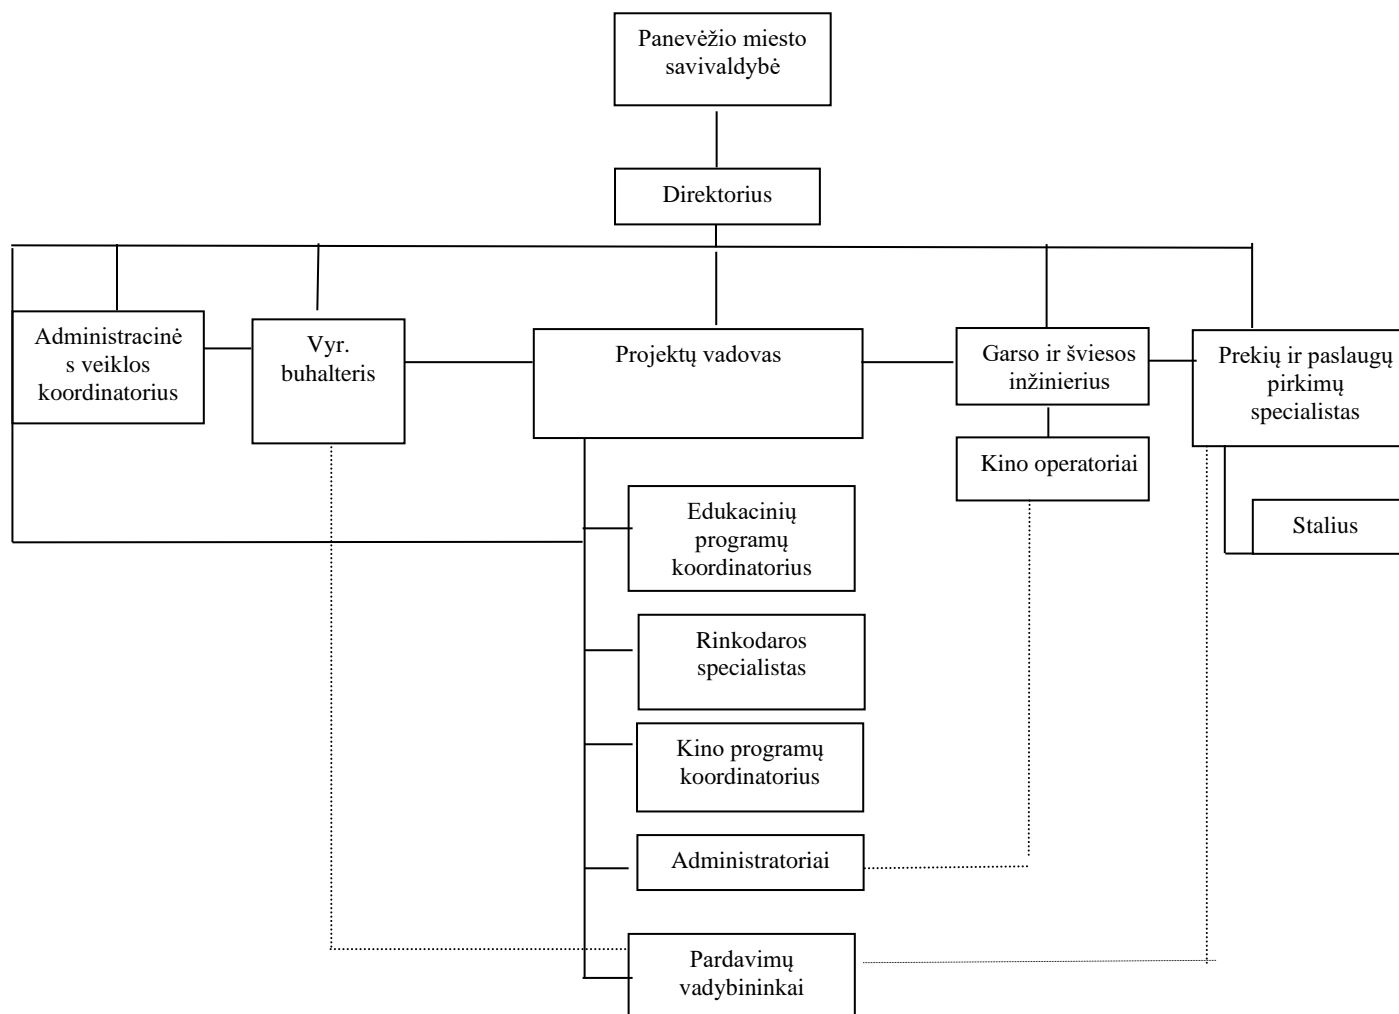 Panevėžio miesto
savivaldybė
Direktorius
Administracinė
s veiklos
koordinatorius
Vyr.
buhalteris
Projektų vadovas
Garso ir šviesos
inžinierius
Prekių ir paslaugų
pirkimų
specialistas
Kino operatoriai
Stalius
Edukacinių
programų
koordinatorius
Rinkodaros
specialistas
Kino programų
koordinatorius
Administratoriai
Pardavimų
vadybininkai